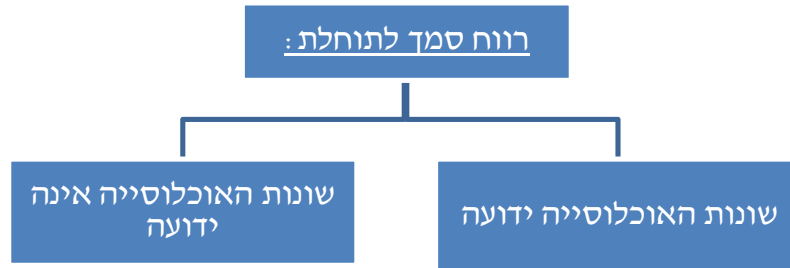 רווח סמך לתוחלת:
שונות האוכלוסייה ידועה
שונות האוכלוסייה אינה
ידועה